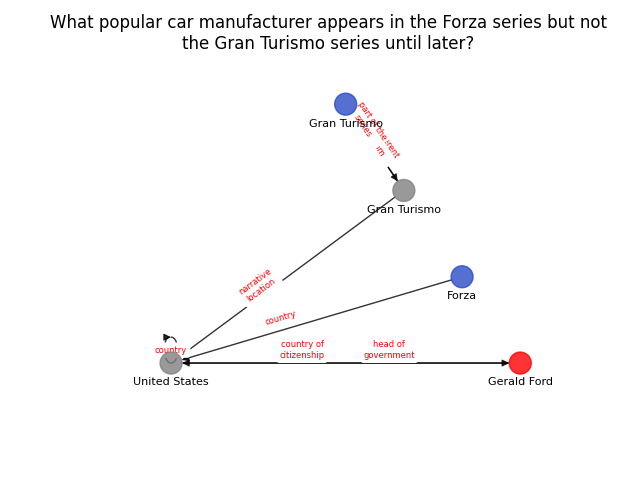 What popular car manufacturer appears in the Forza series but not
the Gran Turismo series until later?
Gran Turismo
part of the
series
Gran Turismo
narrative
location
Forza
country
country
country of
citizenship
head of
government
United States
Gerald Ford